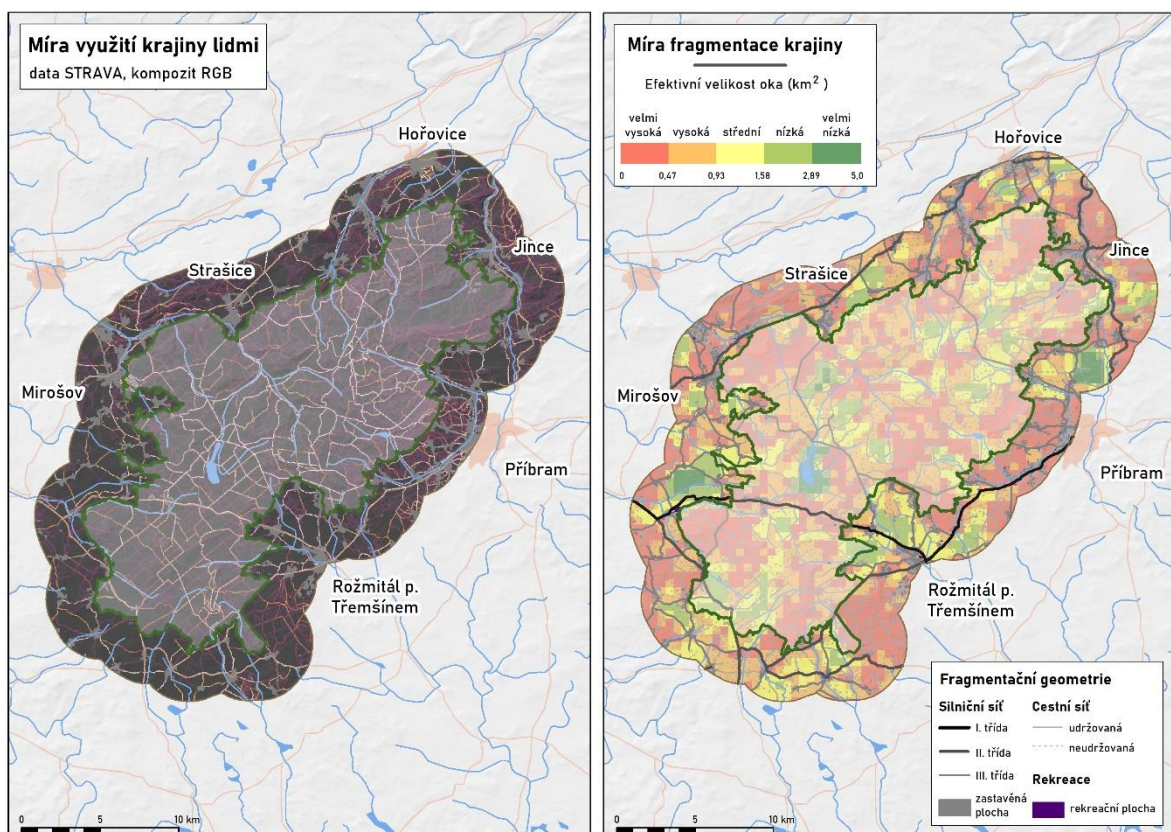 Míra využití krajiny lidmi
data STRAVA, kompozit RGB
Hořovice
Jince
Strašice
Mirošov
Příbram
Rožmitál p.
Třemšínem
0 5 10 km
Míra fragmentace krajiny
Efektivní velikost oka (km²)
velmi vysoká vysoká střední nízká velmi nízká
0 0,47 0,93 1,58 2,89 5,0
Hořovice
Jince
Strašice
Mirošov
Příbram
Rožmitál p.
Třemšínem
Fragmentační geometrie
Silniční síť
I. třída
II. třída
III. třída
zastavěná
plocha
Cestní síť
udržovaná
neudržovaná
Rekreace
rekreační plocha
0 5 10 km